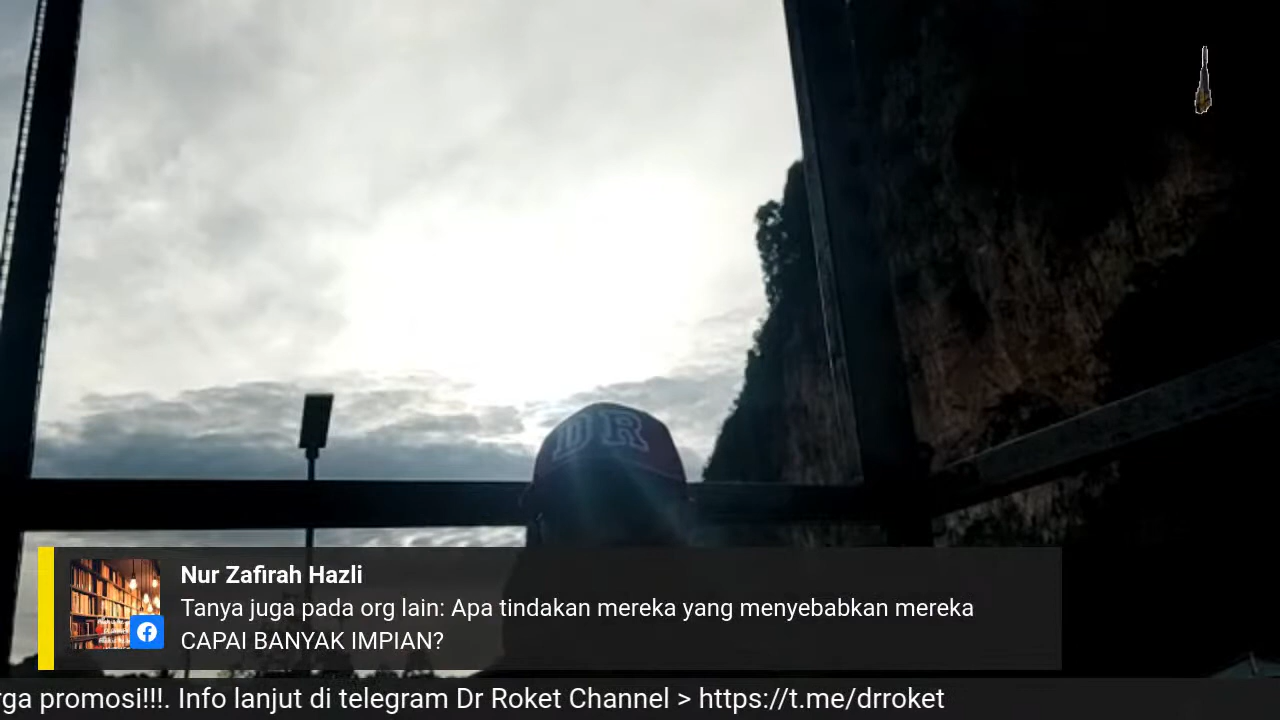 DR
Nur Zafirah Hazli
Tanya juga pada org lain: Apa tindakan mereka yang menyebabkan mereka
CAPAI BANYAK IMPIAN?
rga promosi!!!. Info lanjut di telegram Dr Roket Channel > https://t.me/drroket